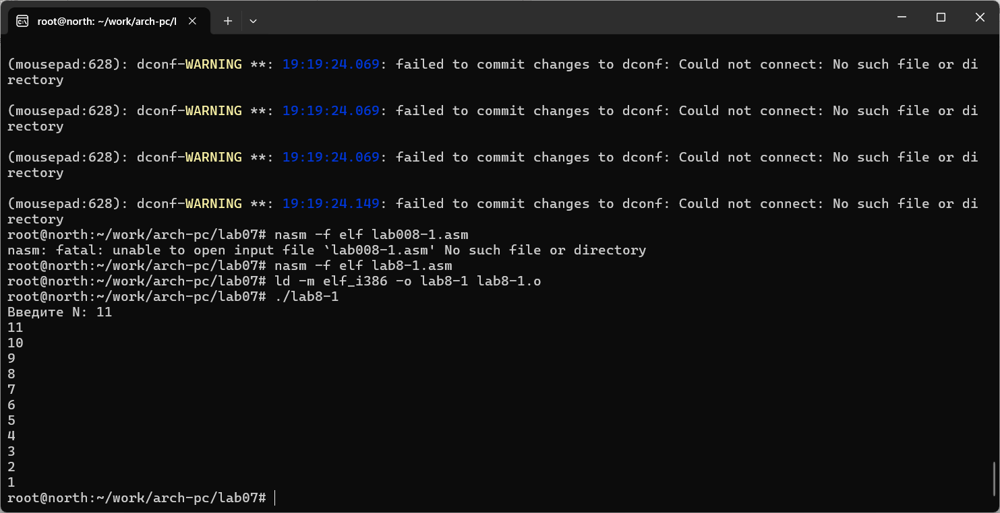 root@north: ~/work/arch-pc/l
(mousepad:628): dconf-WARNING **: 19:19:24.069: failed to commit changes to dconf: Could not connect: No such file or di
rectory
(mousepad:628): dconf-WARNING **: 19:19:24.069: failed to commit changes to dconf: Could not connect: No such file or di
rectory
(mousepad:628): dconf-WARNING **: 19:19:24.069: failed to commit changes to dconf: Could not connect: No such file or di
rectory
(mousepad:628): dconf-WARNING **: 19:19:24.149: failed to commit changes to dconf: Could not connect: No such file or di
rectory
root@north:~/work/arch-pc/lab07# nasm -f elf lab008-1.asm
nasm: fatal: unable to open input file `lab008-1.asm' No such file or directory
root@north:~/work/arch-pc/lab07# nasm -f elf lab8-1.asm
root@north:~/work/arch-pc/lab07# ld -m elf_i386 -o lab8-1 lab8-1.o
root@north:~/work/arch-pc/lab07# ./lab8-1
Введите N: 11
11
10
9
8
7
6
5
4
3
2
1
root@north:~/work/arch-pc/lab07#